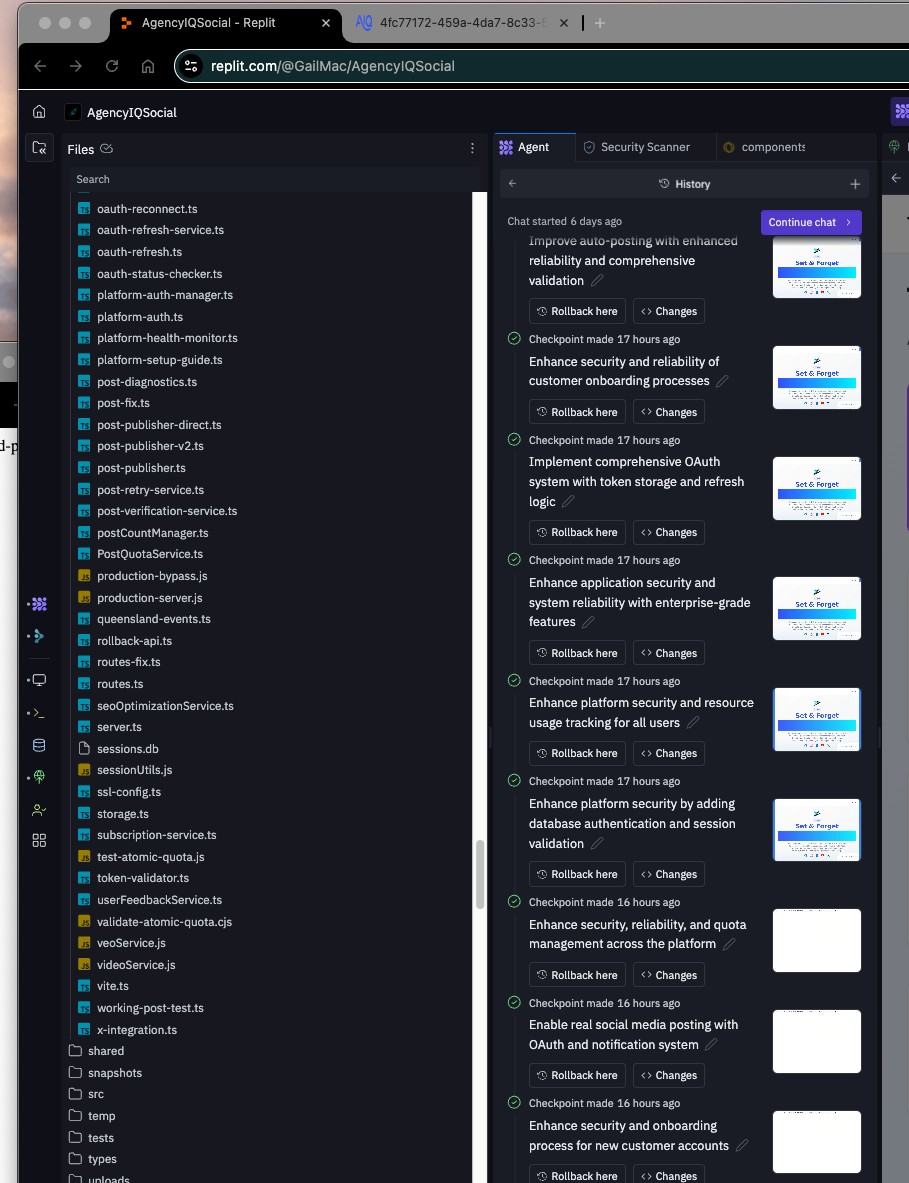 AgencyIQSocial - Replit
AIQ 4fc77172-459a-4da7-8c33-
replit.com/@GailMac/AgencyIQSocial
AgencyIQSocial
Files
Search
oauth-reconnect.ts
oauth-refresh-service.ts
oauth-refresh.ts
oauth-status-checker.ts
platform-auth-manager.ts
platform-auth.ts
platform-health-monitor.ts
platform-setup-guide.ts
post-diagnostics.ts
post-fix.ts
post-publisher-direct.ts
post-publisher-v2.ts
post-publisher.ts
post-retry-service.ts
post-verification-service.ts
postCountManager.ts
PostQuotaService.ts
production-bypass.js
production-server.js
queensland-events.ts
rollback-api.ts
routes-fix.ts
routes.ts
seoOptimizationService.ts
server.ts
sessions.db
sessionUtils.js
ssl-config.ts
storage.ts
subscription-service.ts
test-atomic-quota.js
token-validator.ts
userFeedbackService.ts
validate-atomic-quota.cjs
veoService.js
videoService.js
vite.ts
working-post-test.ts
x-integration.ts
shared
snapshots
src
temp
tests
types
uploads
Agent
Security Scanner
components
History
Chat started 6 days ago
Continue chat
Improve auto-posting with enhanced
reliability and comprehensive
validation
Set & Forget
Rollback here
Changes
Checkpoint made 17 hours ago
Enhance security and reliability of
customer onboarding processes
Set & Forget
Rollback here
Changes
Checkpoint made 17 hours ago
Implement comprehensive OAuth
system with token storage and refresh
logic
Set & Forget
Rollback here
Changes
Checkpoint made 17 hours ago
Enhance application security and
system reliability with enterprise-grade
features
Set & Forget
Rollback here
Changes
Checkpoint made 17 hours ago
Enhance platform security and resource
usage tracking for all users
Set & Forget
Rollback here
Changes
Checkpoint made 17 hours ago
Enhance platform security by adding
database authentication and session
validation
Set & Forget
Rollback here
Changes
Checkpoint made 16 hours ago
Enhance security, reliability, and quota
management across the platform
Rollback here
Changes
Checkpoint made 16 hours ago
Enable real social media posting with
OAuth and notification system
Rollback here
Changes
Checkpoint made 16 hours ago
Enhance security and onboarding
process for new customer accounts
Rollback here
Changes